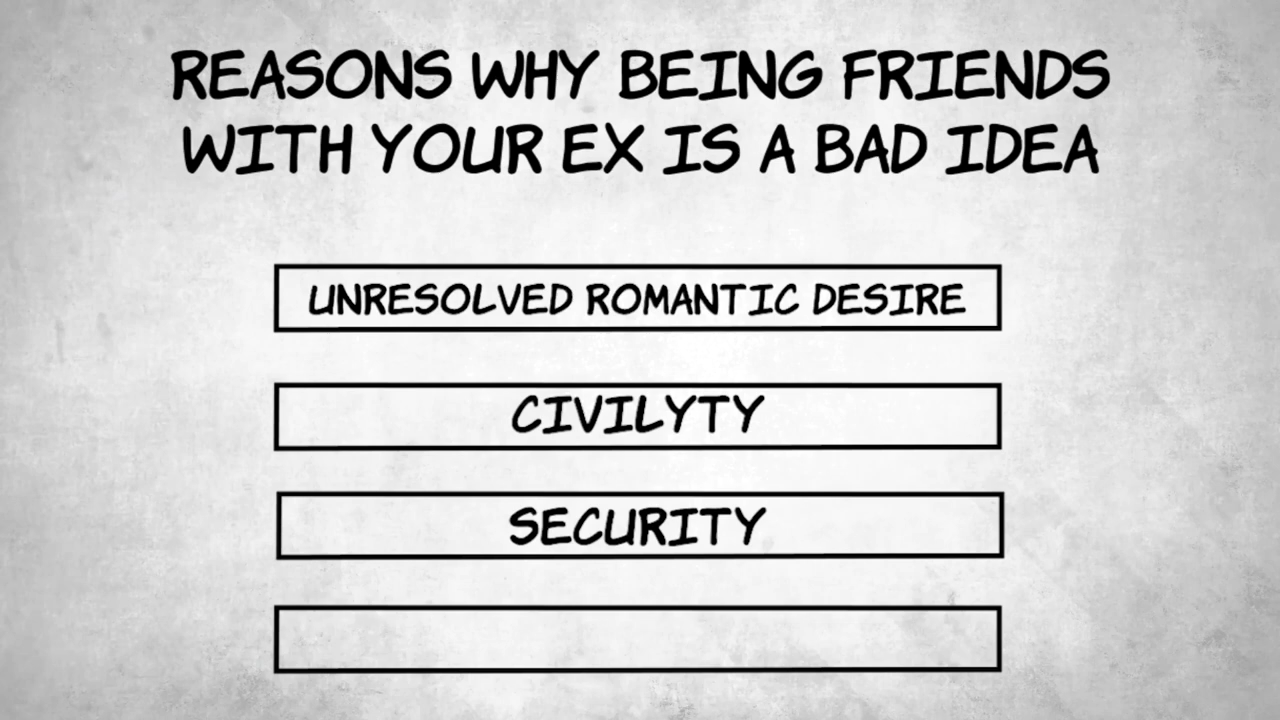 REASONS WHY BEING FRIENDS
WITH YOUR EX IS A BAD IDEA
UNRESOLVED ROMANTIC DESIRE
CIVILYTY
SECURITY